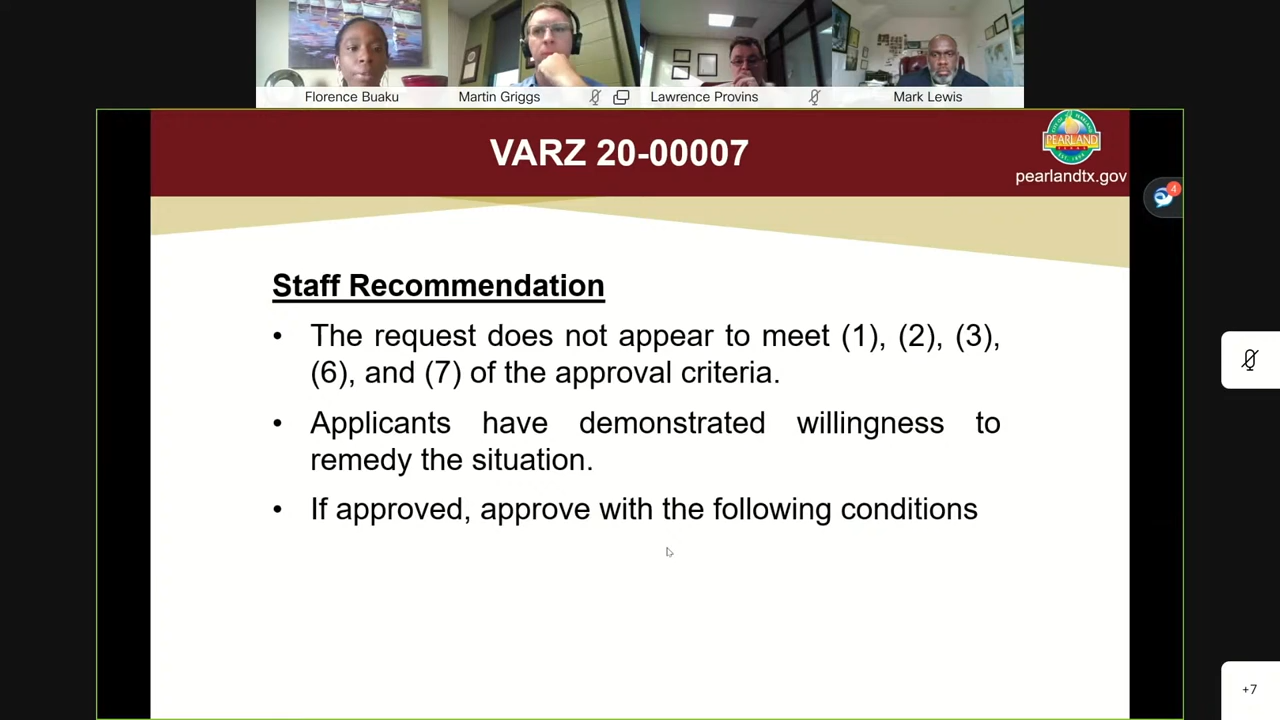 Florence Buaku
Martin Griggs
Lawrence Provins
Mark Lewis
VARZ 20-00007
PEARLAND
pearlandtx.gov
4
Staff Recommendation
• The request does not appear to meet (1), (2), (3),
(6), and (7) of the approval criteria.
• Applicants have demonstrated willingness to
remedy the situation.
• If approved, approve with the following conditions
+7